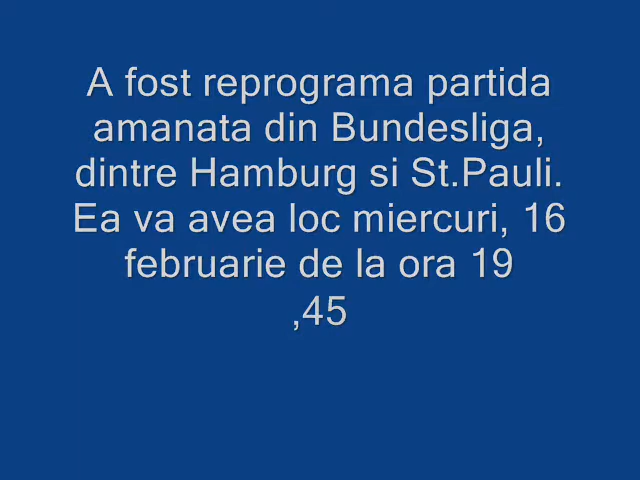 A fost reprograma partida
amanata din Bundesliga,
dintre Hamburg si St.Pauli.
Ea va avea loc miercuri, 16
februarie de la ora 19
,45